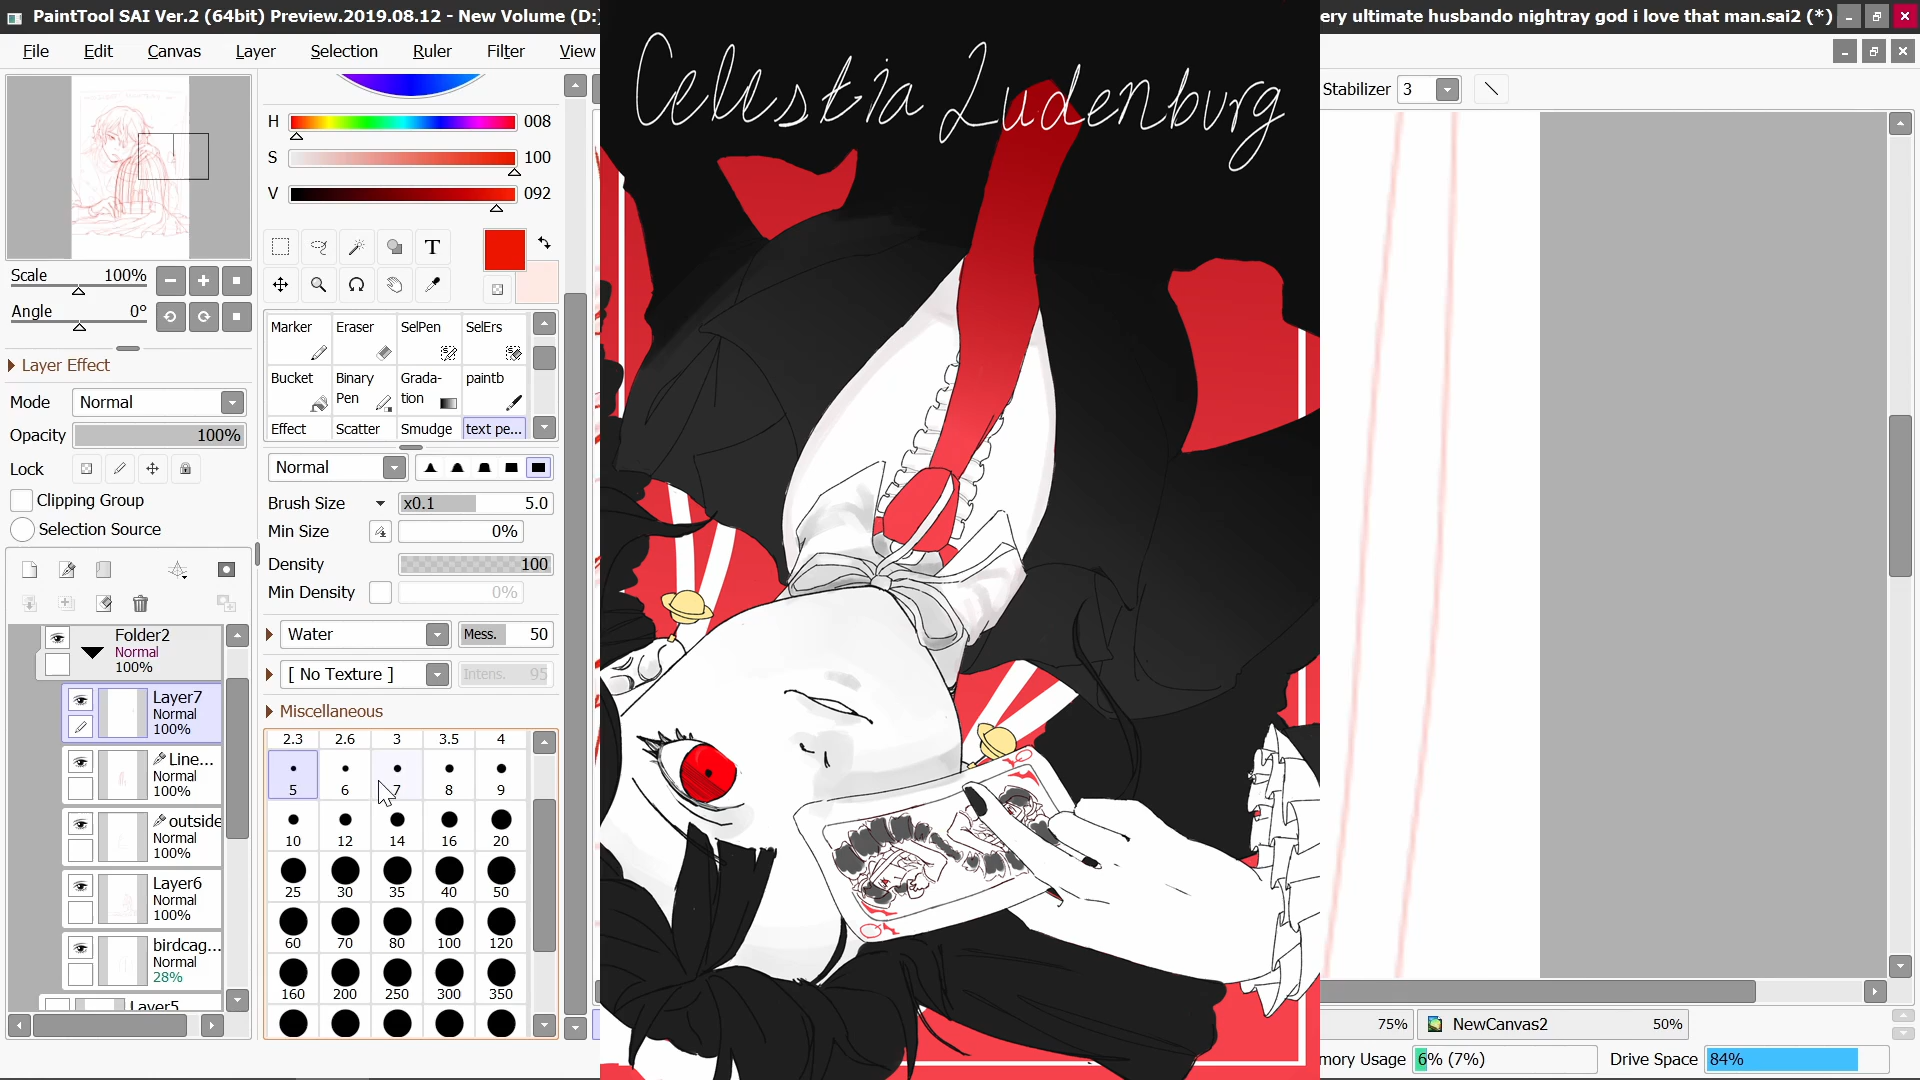 PaintTool SAI Ver.2 (64bit) Preview.2019.08.12 - New Volume (D:)
ery ultimate husbando nightray god i love that man.sai2 (*)
File Edit Canvas Layer Selection Ruler Filter View
Celestia Ludenburg
Stabilizer 3
H 008
S 100
V 092
T
Scale 100%
Angle 0°
Layer Effect
Mode Normal
Opacity 100%
Lock
Clipping Group
Selection Source
Marker Eraser SelPen SelErs
Bucket Binary Pen Grada-tion paintb
Effect Scatter Smudge text pe...
Normal
Brush Size x0.1 5.0
Min Size 0%
Density 100
Min Density 0%
Water Mess. 50
[ No Texture ] Intens. 95
Miscellaneous
2.3 2.6 3 3.5 4
5 6 7 8 9
10 12 14 16 20
25 30 35 40 50
60 70 80 100 120
160 200 250 300 350
Folder2
Normal
100%
Layer7
Normal
100%
Line...
Normal
100%
outside
Normal
100%
Layer6
Normal
100%
birdcag...
Normal
28%
Layer5
75% NewCanvas2 50%
mory Usage 6% (7%) Drive Space 84%